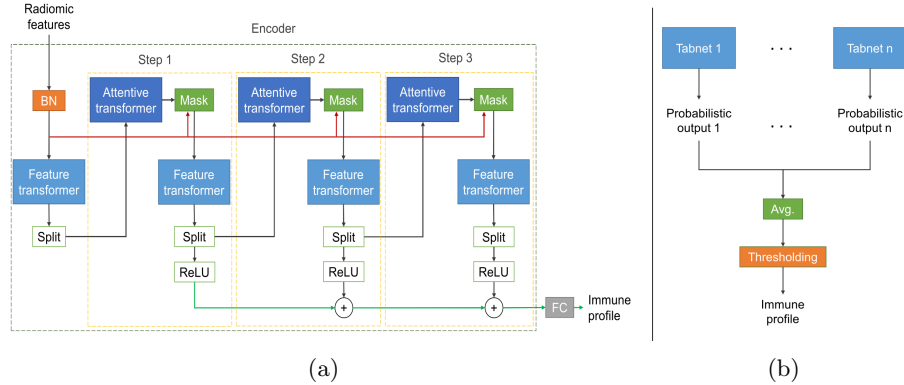 Radiomic
features
Encoder
Step 1
Step 2
Step 3
BN
Attentive
transformer
Mask
Attentive
transformer
Mask
Attentive
transformer
Mask
Feature
transformer
Feature
transformer
Feature
transformer
Feature
transformer
Split
Split
Split
Split
ReLU
ReLU
ReLU
+
+
FC
Immune
profile
(a)
Tabnet 1
. . .
Tabnet n
Probabilistic
output 1
. . .
Probabilistic
output n
Avg.
Thresholding
Immune
profile
(b)